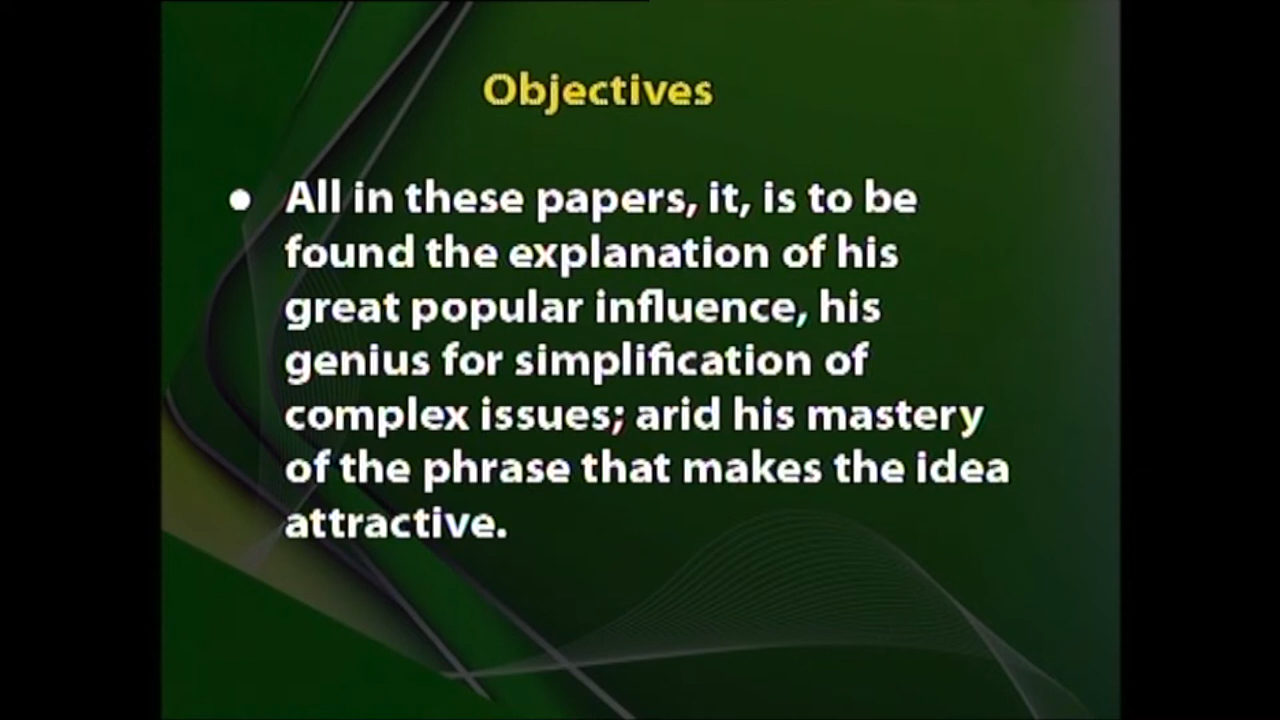 Objectives
• All in these papers, it, is to be
found the explanation of his
great popular influence, his
genius for simplification of
complex issues; arid his mastery
of the phrase that makes the idea
attractive.